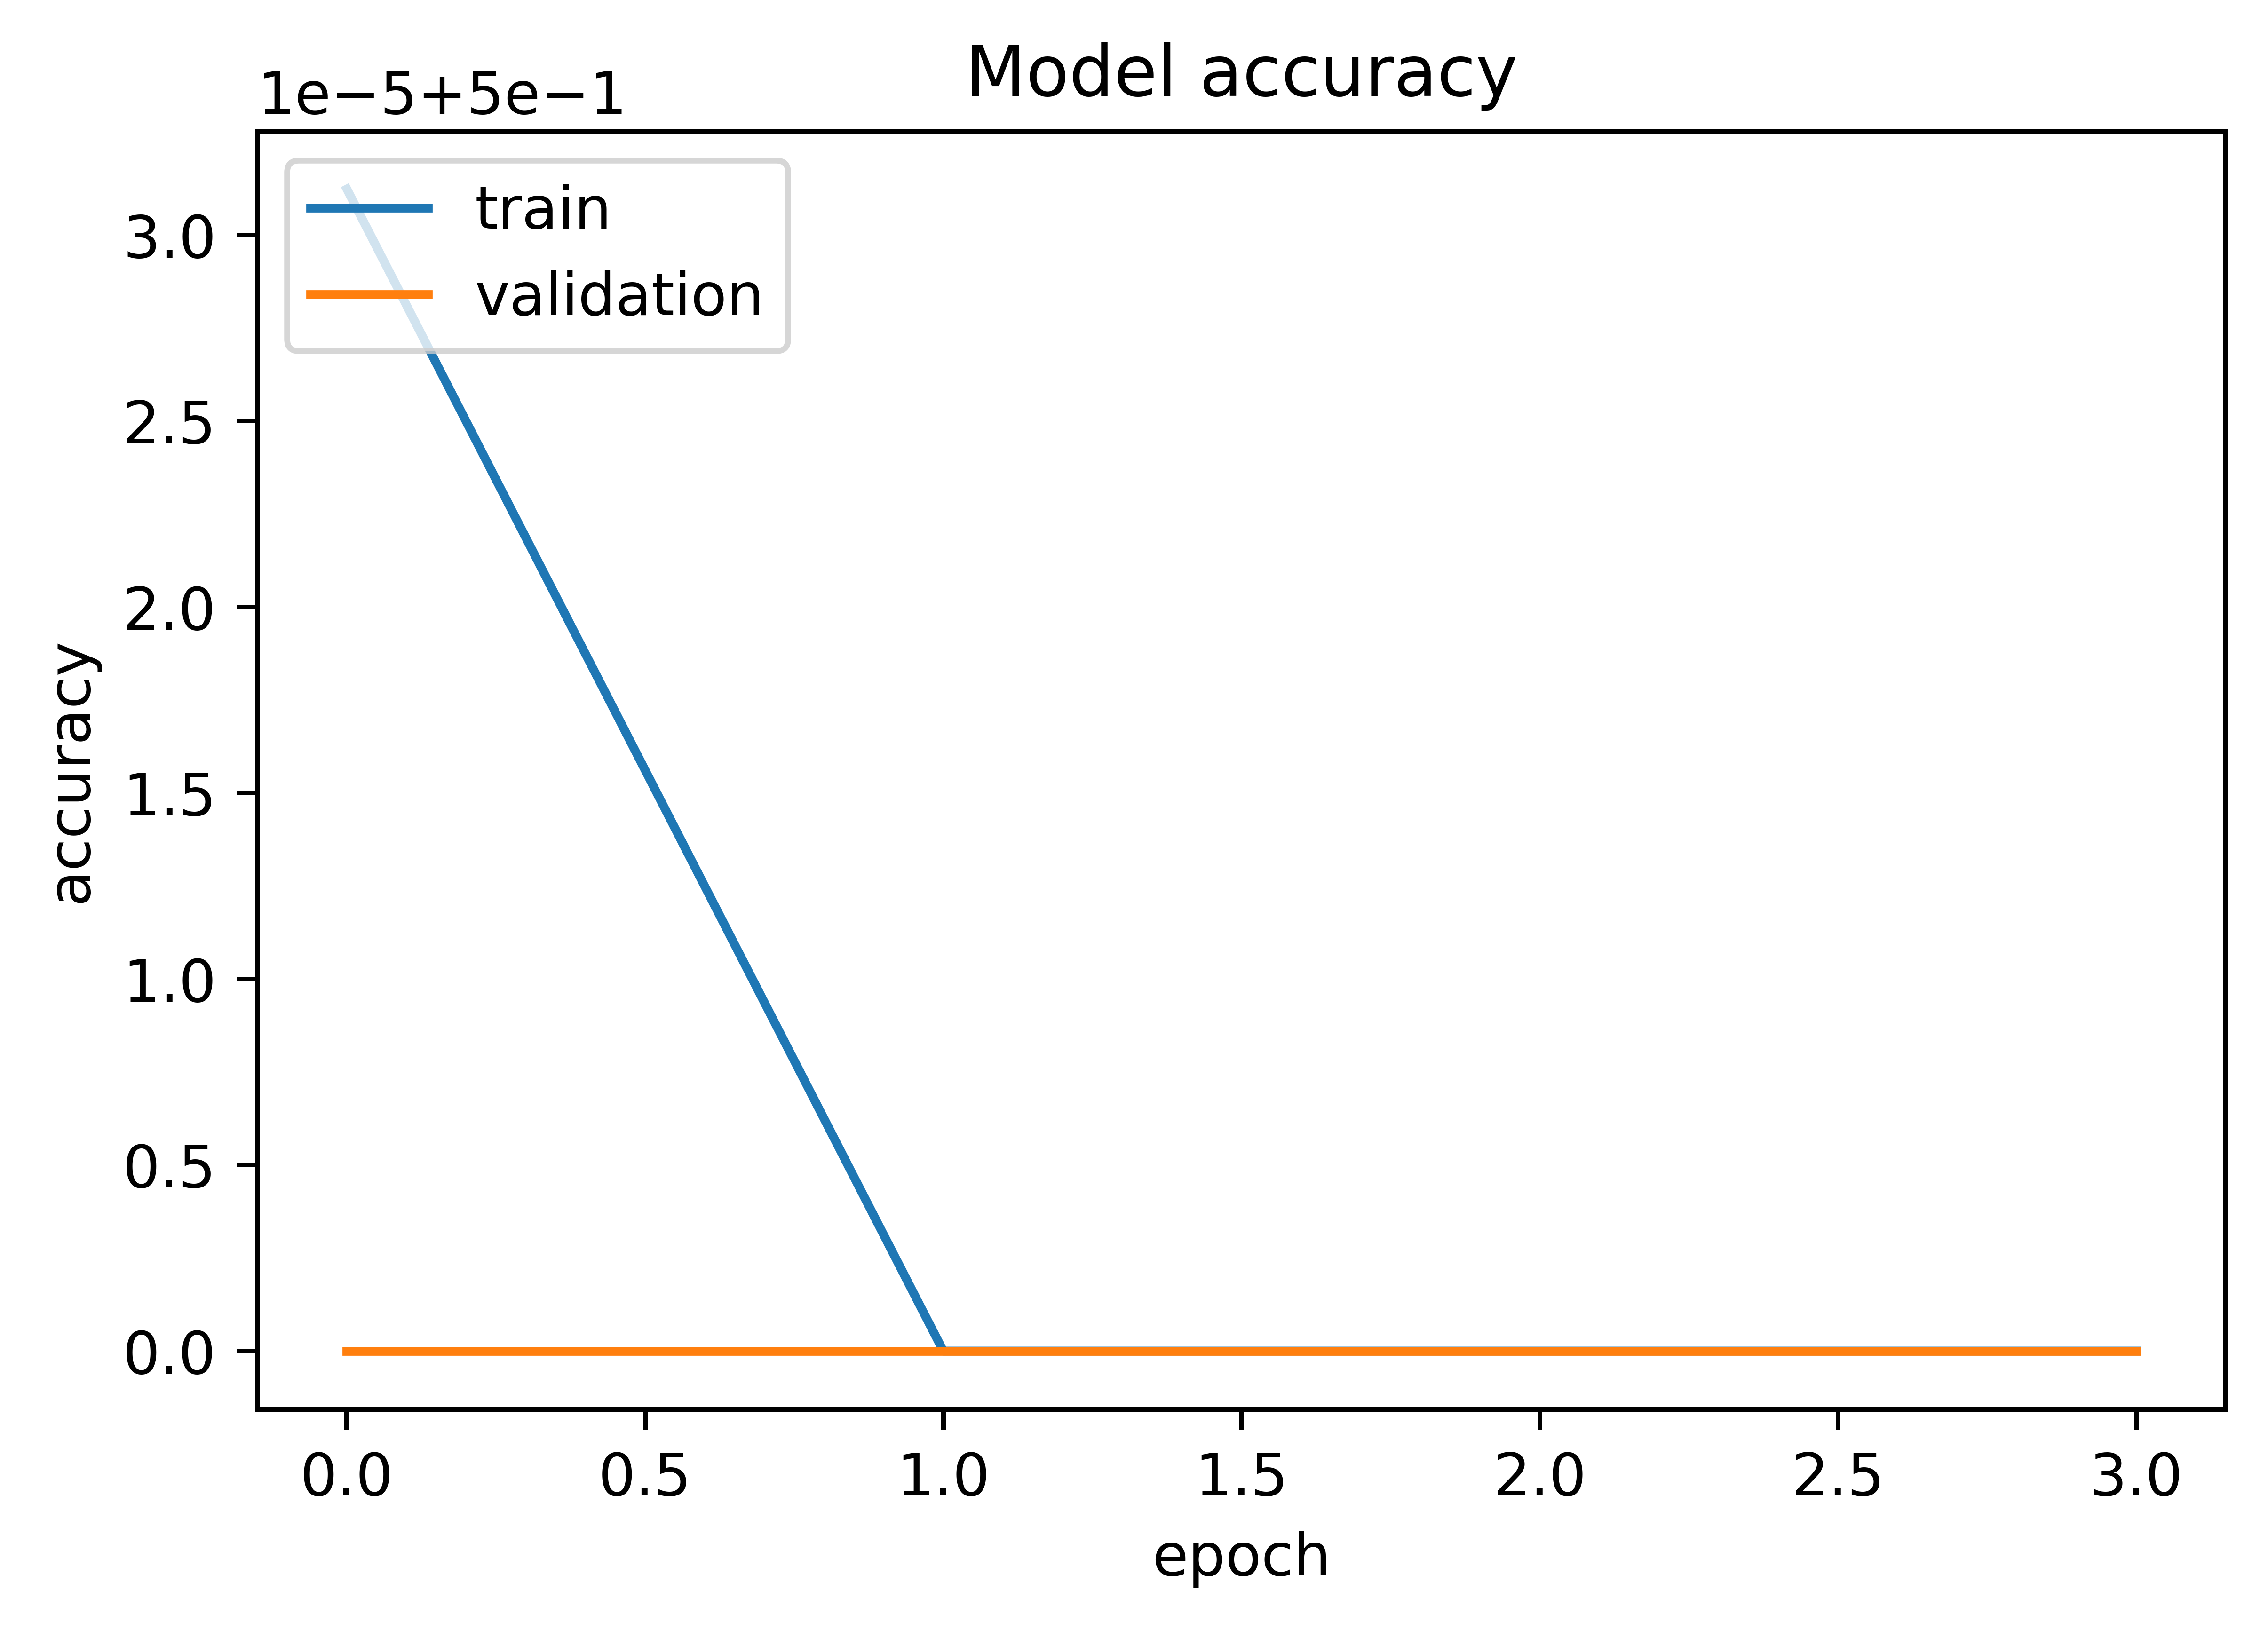 Model accuracy
1e−5+5e−1
train
validation
3.0
2.5
2.0
1.5
1.0
0.5
0.0
accuracy
0.0 0.5 1.0 1.5 2.0 2.5 3.0
epoch